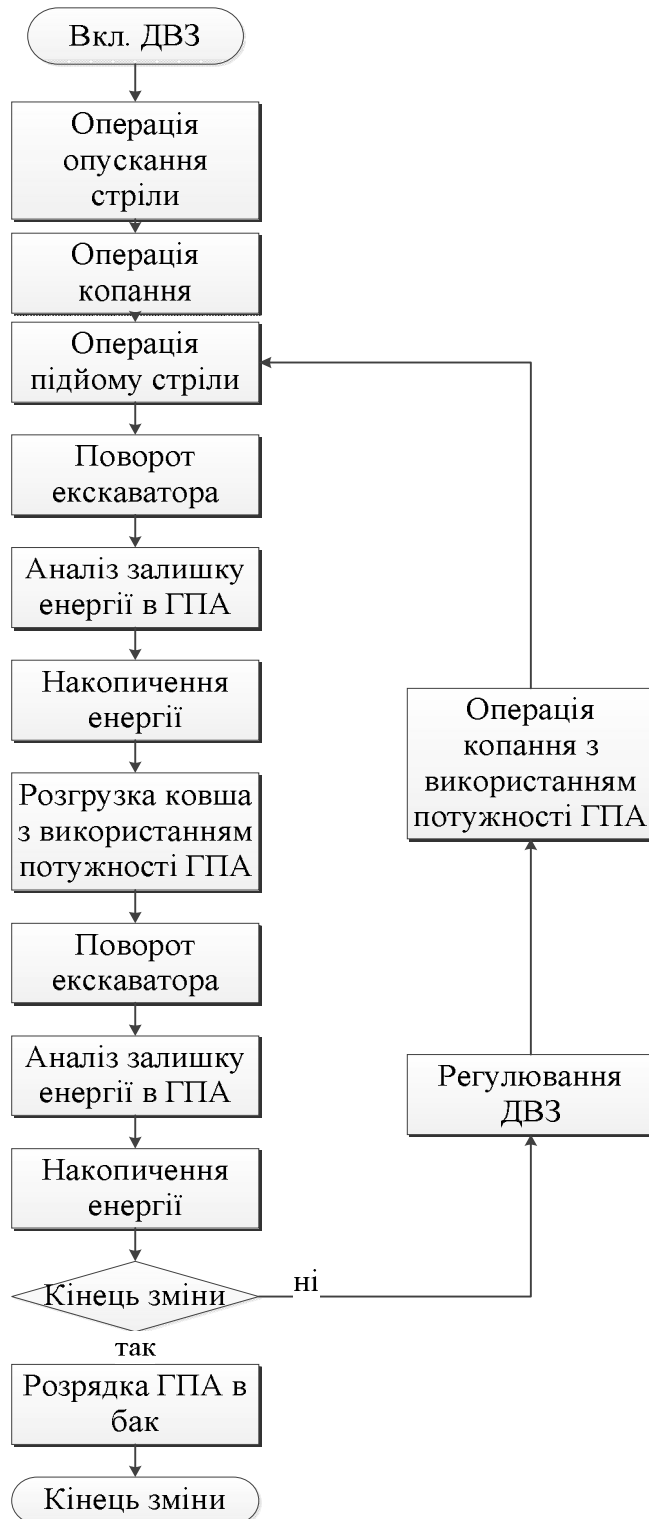 Вкл. ДВЗ
Операція
опускання
стріли
Операція
копання
Операція
підйому стріли
Поворот
екскаватора
Аналіз залишку
енергії в ГПА
Накопичення
енергії
Розгрузка ковша
з використанням
потужності ГПА
Поворот
екскаватора
Аналіз залишку
енергії в ГПА
Накопичення
енергії
Кінець зміни
ні
так
Розрядка ГПА в
бак
Кінець зміни
Операція
копання з
використанням
потужності ГПА
Регулювання
ДВЗ